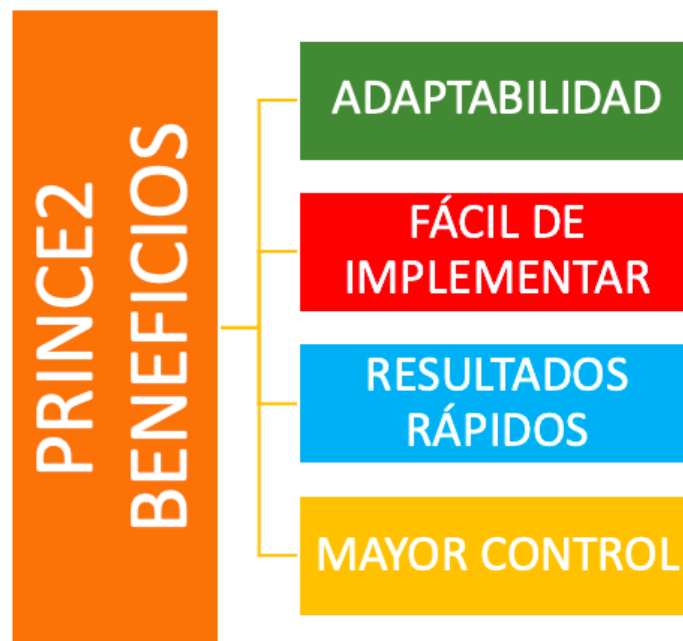 PRINCE2
BENEFICIOS
ADAPTABILIDAD
FÁCIL DE
IMPLEMENTAR
RESULTADOS
RÁPIDOS
MAYOR CONTROL